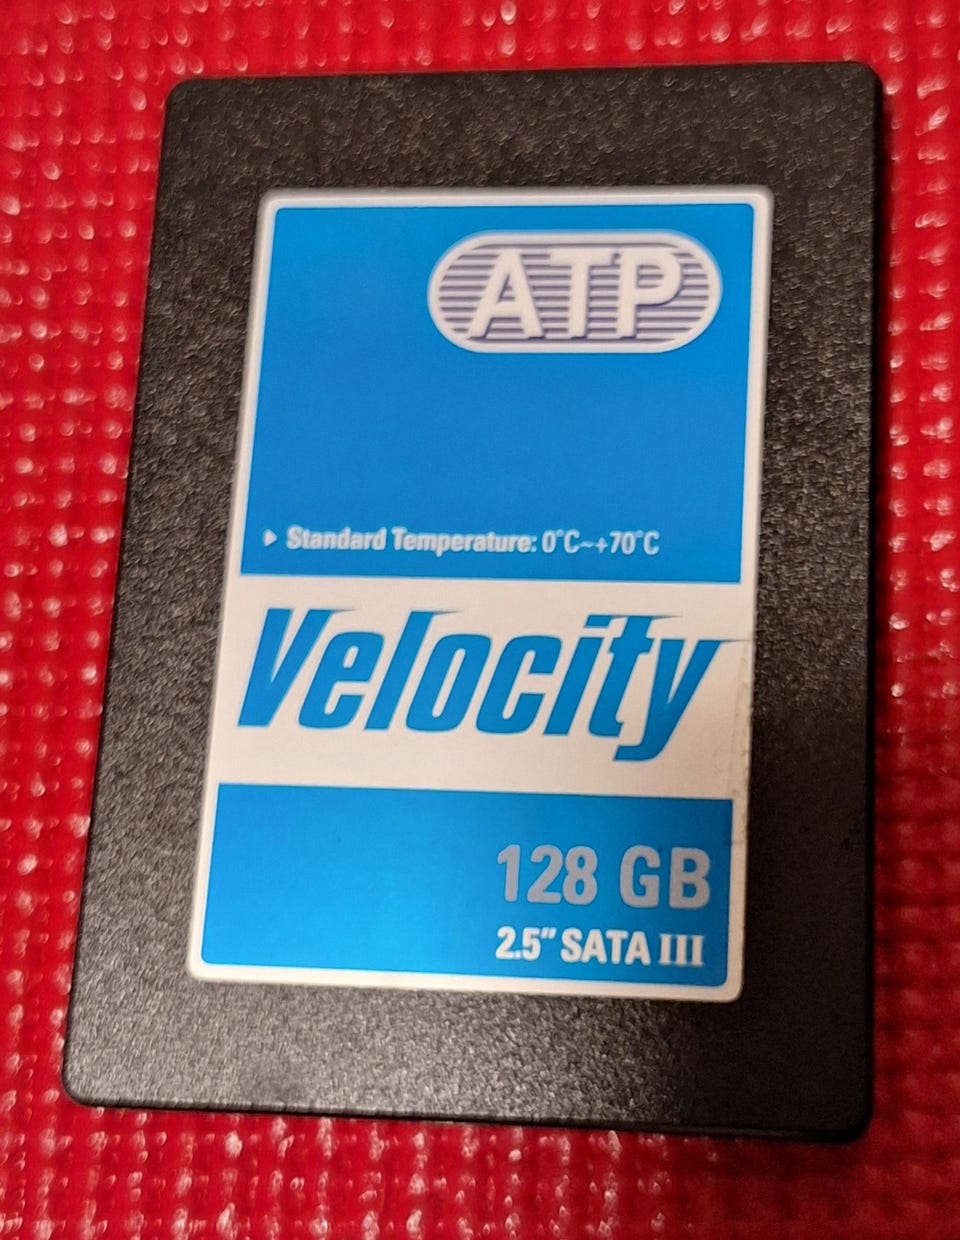 ATP
▸ Standard Temperature: 0°C~+70°C
Velocity
128 GB
2.5" SATA III